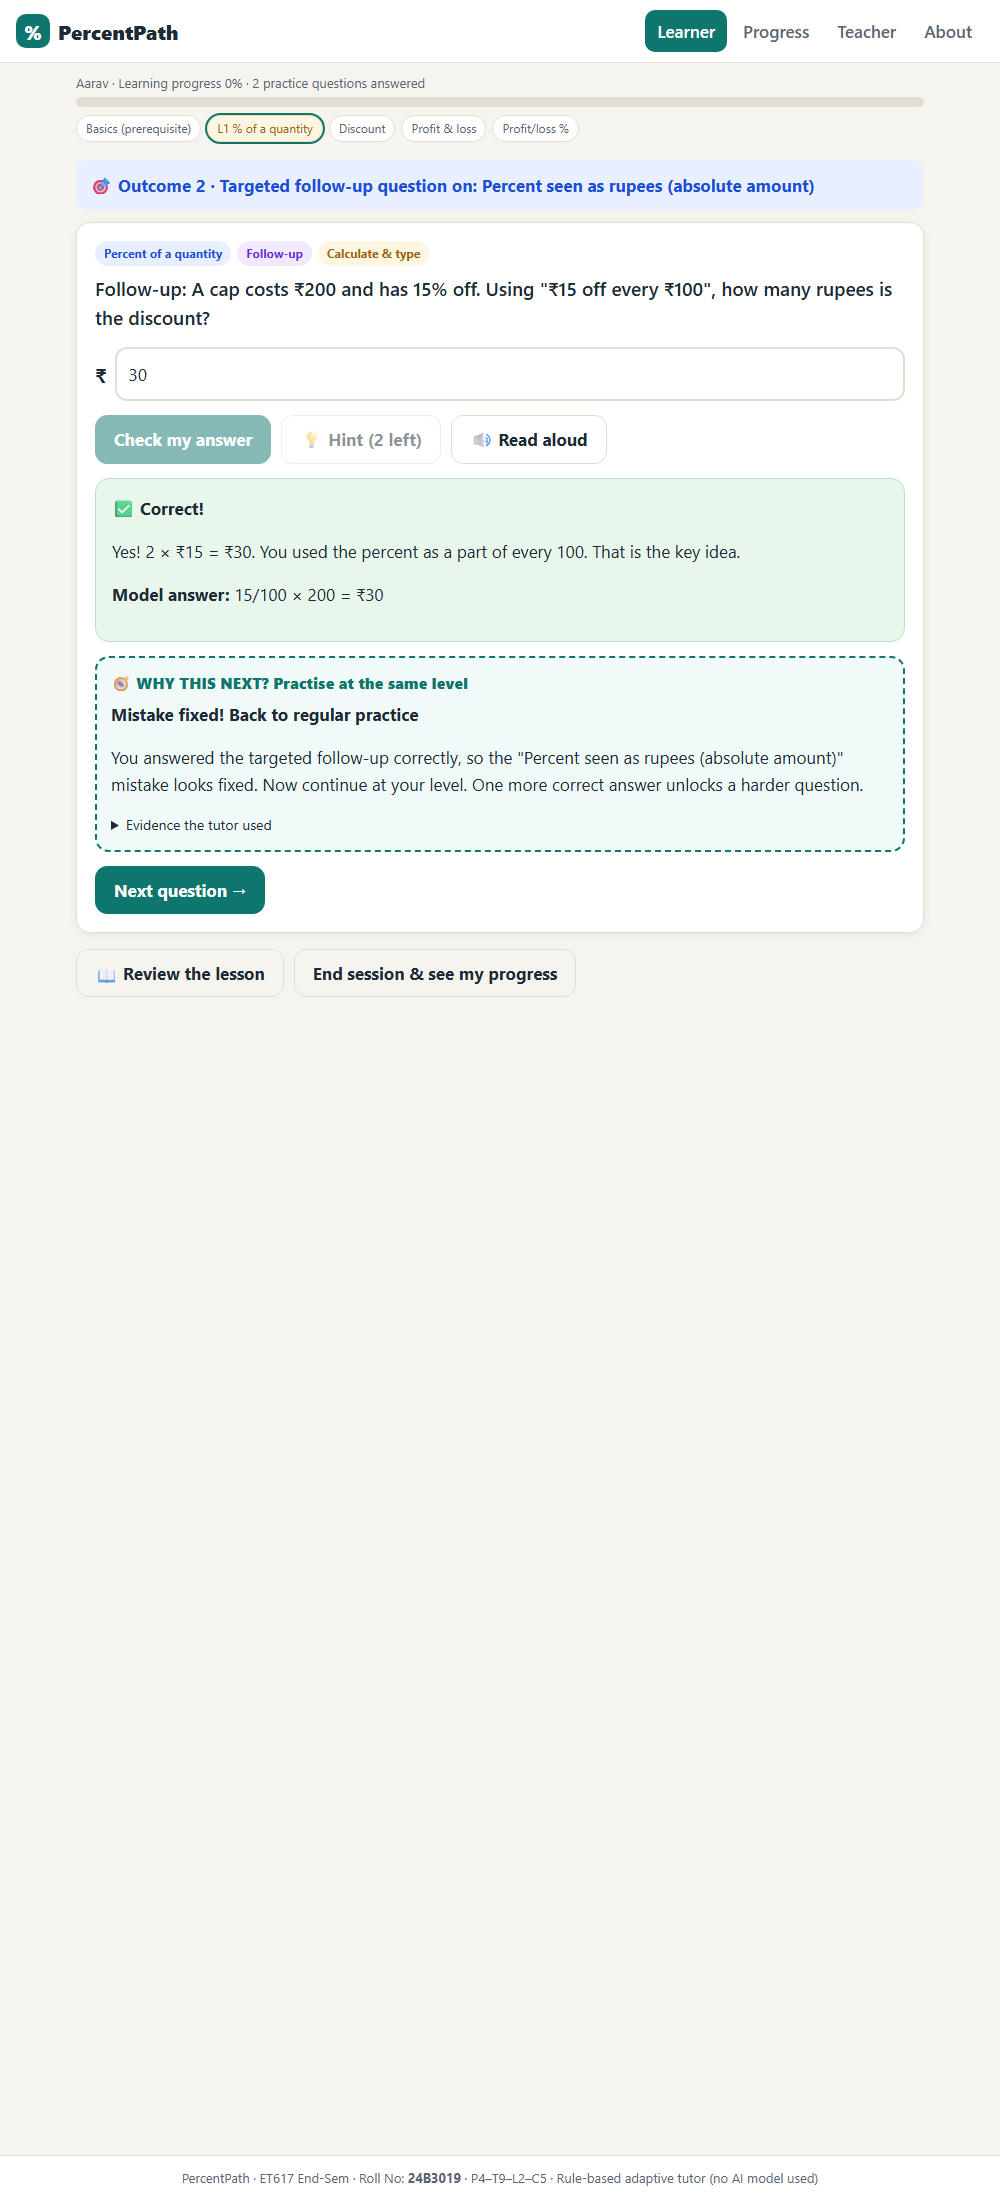 % PercentPath
Learner Progress Teacher About
Aarav · Learning progress 0% · 2 practice questions answered
Basics (prerequisite) L1 % of a quantity Discount Profit & loss Profit/loss %
Outcome 2 · Targeted follow-up question on: Percent seen as rupees (absolute amount)
Percent of a quantity Follow-up Calculate & type
Follow-up: A cap costs ₹200 and has 15% off. Using "₹15 off every ₹100", how many rupees is
the discount?
₹ 30
Check my answer Hint (2 left) Read aloud
Correct!
Yes! 2 × ₹15 = ₹30. You used the percent as a part of every 100. That is the key idea.
Model answer: 15/100 × 200 = ₹30
WHY THIS NEXT? Practise at the same level
Mistake fixed! Back to regular practice
You answered the targeted follow-up correctly, so the "Percent seen as rupees (absolute amount)"
mistake looks fixed. Now continue at your level. One more correct answer unlocks a harder question.
Evidence the tutor used
Next question →
Review the lesson End session & see my progress
PercentPath · ET617 End-Sem · Roll No: 24B3019 · P4–T9–L2–C5 · Rule-based adaptive tutor (no AI model used)